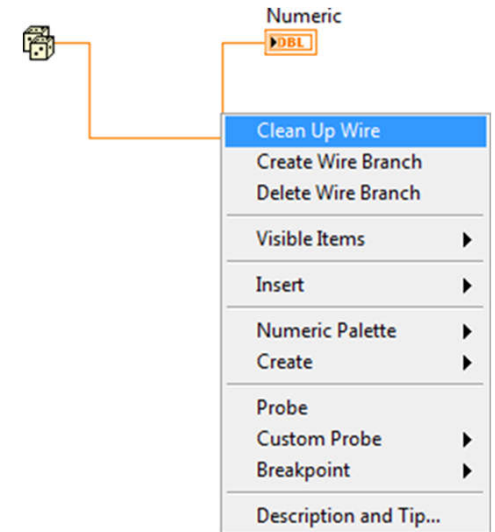 Numeric
DBL
Clean Up Wire
Create Wire Branch
Delete Wire Branch
Visible Items
Insert
Numeric Palette
Create
Probe
Custom Probe
Breakpoint
Description and Tip...